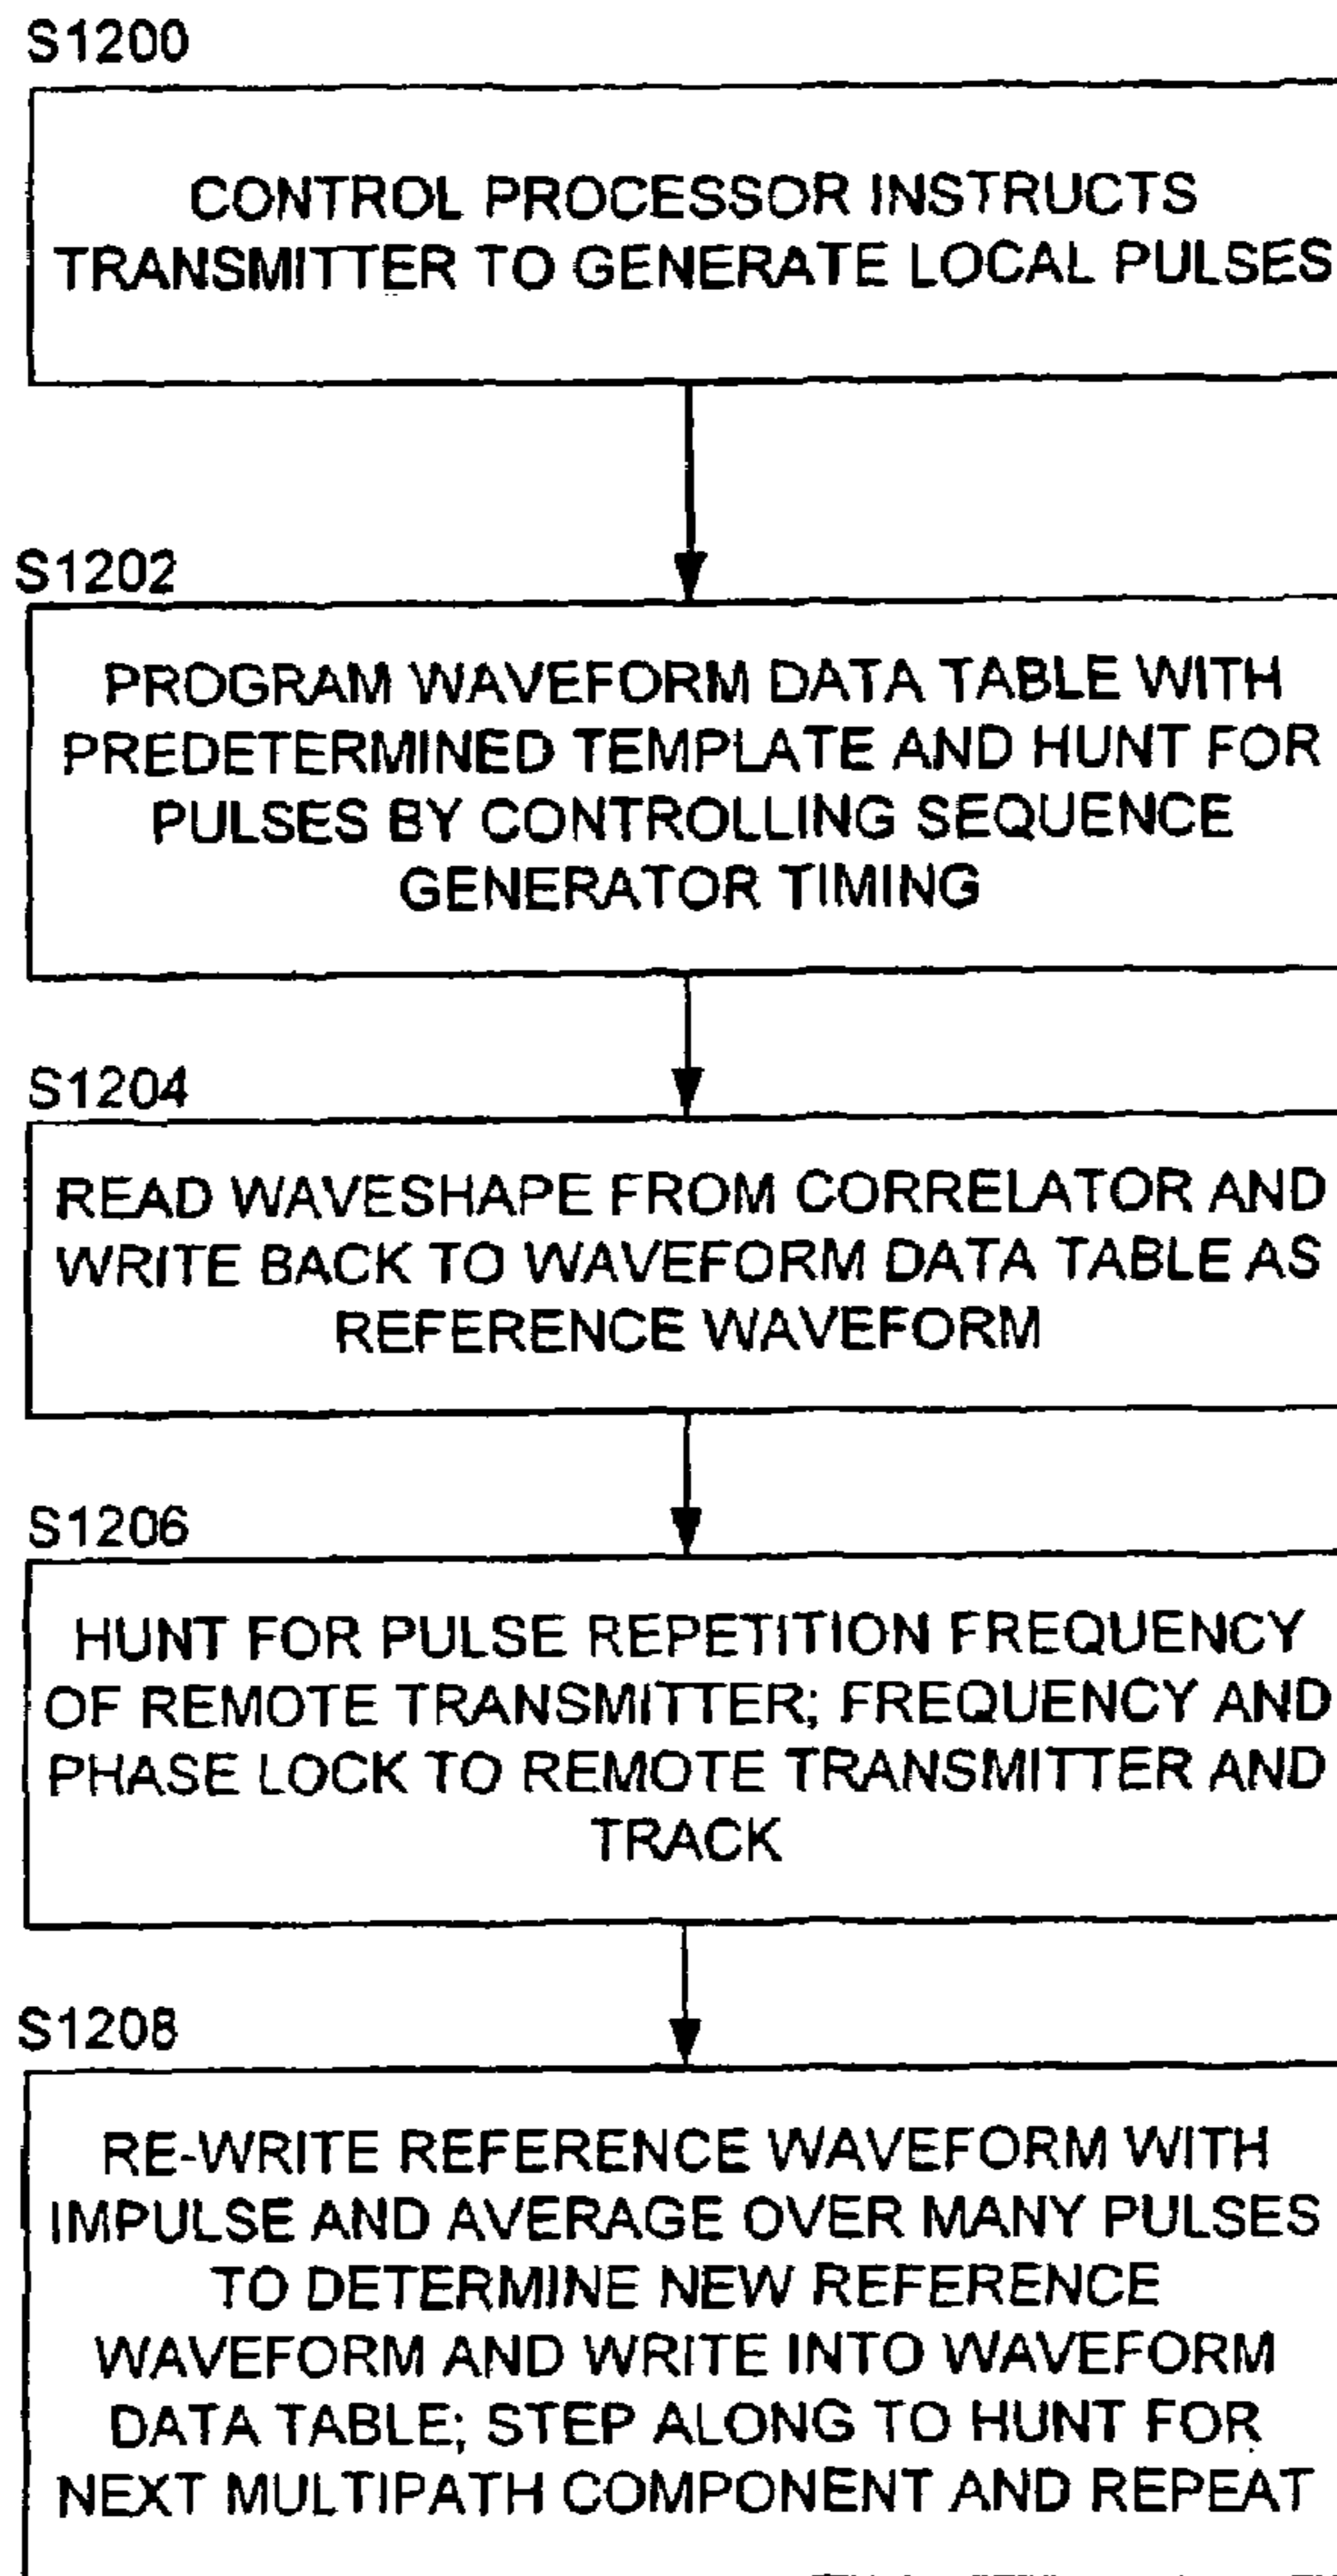 S1200
CONTROL PROCESSOR INSTRUCTS
TRANSMITTER TO GENERATE LOCAL PULSES
S1202
PROGRAM WAVEFORM DATA TABLE WITH
PREDETERMINED TEMPLATE AND HUNT FOR
PULSES BY CONTROLLING SEQUENCE
GENERATOR TIMING
S1204
READ WAVESHAPE FROM CORRELATOR AND
WRITE BACK TO WAVEFORM DATA TABLE AS
REFERENCE WAVEFORM
S1206
HUNT FOR PULSE REPETITION FREQUENCY
OF REMOTE TRANSMITTER; FREQUENCY AND
PHASE LOCK TO REMOTE TRANSMITTER AND
TRACK
S1208
RE-WRITE REFERENCE WAVEFORM WITH
IMPULSE AND AVERAGE OVER MANY PULSES
TO DETERMINE NEW REFERENCE
WAVEFORM AND WRITE INTO WAVEFORM
DATA TABLE; STEP ALONG TO HUNT FOR
NEXT MULTIPATH COMPONENT AND REPEAT